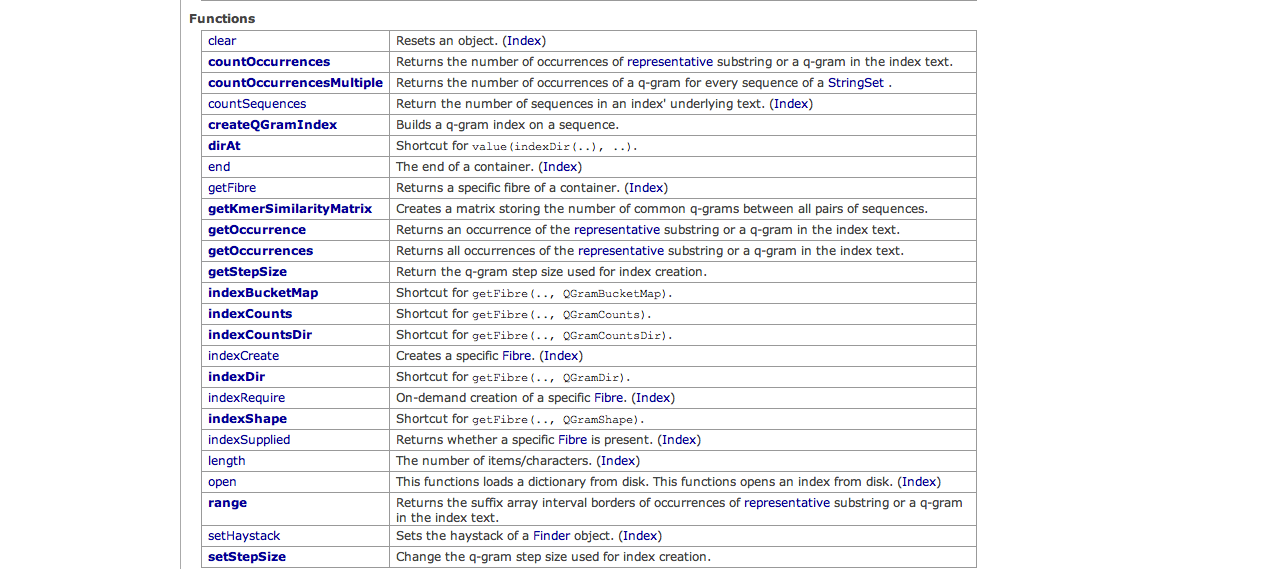 Functions
clear Resets an object. (Index)
countOccurrences Returns the number of occurrences of representative substring or a q-gram in the index text.
countOccurrencesMultiple Returns the number of occurrences of a q-gram for every sequence of a StringSet .
countSequences Return the number of sequences in an index' underlying text. (Index)
createQGramIndex Builds a q-gram index on a sequence.
dirAt Shortcut for value(indexDir(..), ..).
end The end of a container. (Index)
getFibre Returns a specific fibre of a container. (Index)
getKmerSimilarityMatrix Creates a matrix storing the number of common q-grams between all pairs of sequences.
getOccurrence Returns an occurrence of the representative substring or a q-gram in the index text.
getOccurrences Returns all occurrences of the representative substring or a q-gram in the index text.
getStepSize Return the q-gram step size used for index creation.
indexBucketMap Shortcut for getFibre(.., QGramBucketMap).
indexCounts Shortcut for getFibre(.., QGramCounts).
indexCountsDir Shortcut for getFibre(.., QGramCountsDir).
indexCreate Creates a specific Fibre. (Index)
indexDir Shortcut for getFibre(.., QGramDir).
indexRequire On-demand creation of a specific Fibre. (Index)
indexShape Shortcut for getFibre(.., QGramShape).
indexSupplied Returns whether a specific Fibre is present. (Index)
length The number of items/characters. (Index)
open This functions loads a dictionary from disk. This functions opens an index from disk. (Index)
range Returns the suffix array interval borders of occurrences of representative substring or a q-gram
in the index text.
setHaystack Sets the haystack of a Finder object. (Index)
setStepSize Change the q-gram step size used for index creation.